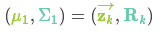 (μ₁, Σ₁) = (z⃗ₖ, Rₖ)